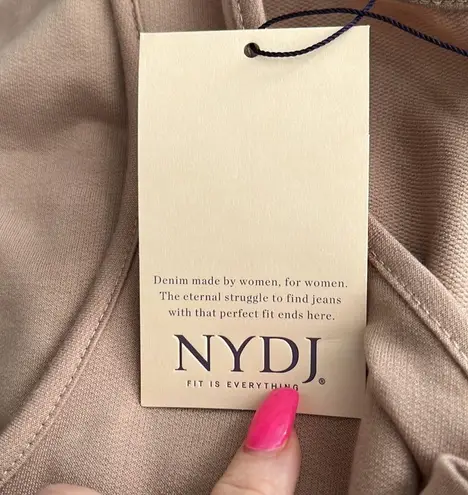 Denim made by women, for women.
The eternal struggle to find jeans
with that perfect fit ends here.
NYDJ®
FIT IS EVERYTHING